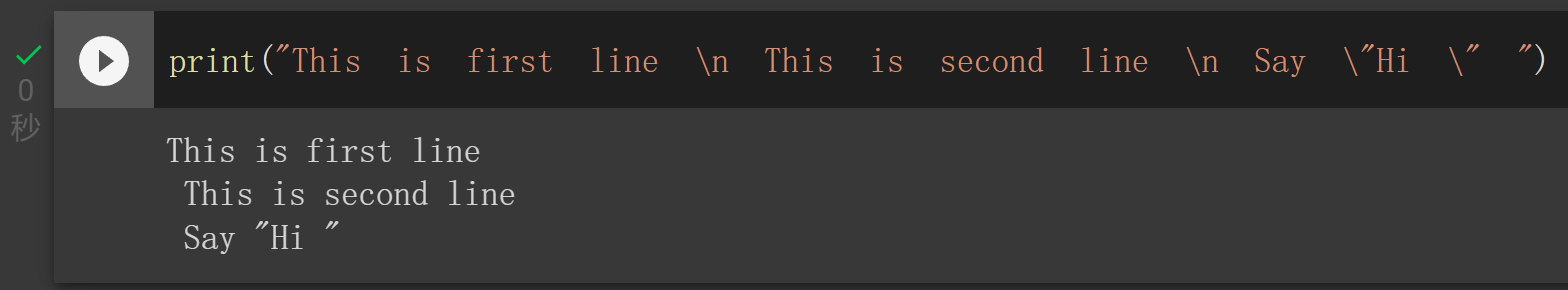 print("This is first line \n This is second line \n Say \"Hi \" ")
0
秒
This is first line
This is second line
Say "Hi "